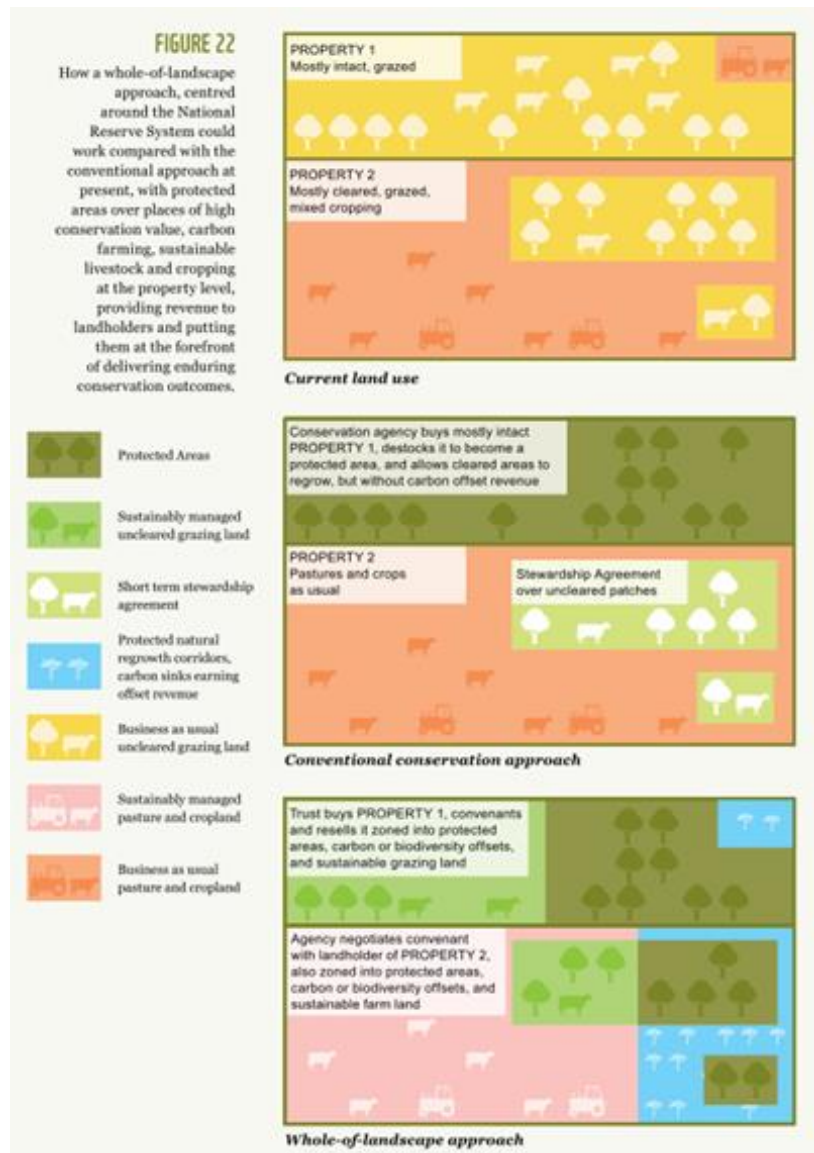 FIGURE 22
How a whole-of-landscape
approach, centred
around the National
Reserve System could
work compared with the
conventional approach at
present, with protected
areas over places of high
conservation value, carbon
farming, sustainable
livestock and cropping
at the property level,
providing revenue to
landholders and putting
them at the forefront
of delivering enduring
conservation outcomes.
Protected Areas
Sustainably managed
uncleared grazing land
Short term stewardship
agreement
Protected natural
regrowth corridors,
carbon sinks earning
offset revenue
Business as usual
uncleared grazing land
Sustainably managed
pasture and cropland
Business as usual
pasture and cropland
PROPERTY 1
Mostly intact, grazed
PROPERTY 2
Mostly cleared, grazed,
mixed cropping
Current land use
Conservation agency buys mostly intact
PROPERTY 1, destocks it to become a
protected area, and allows cleared areas to
regrow, but without carbon offset revenue
PROPERTY 2
Pastures and crops
as usual
Stewardship Agreement
over uncleared patches
Conventional conservation approach
Trust buys PROPERTY 1, convenants
and resells it zoned into protected
areas, carbon or biodiversity offsets,
and sustainable grazing land
Agency negotiates convenant
with landholder of PROPERTY 2,
also zoned into protected areas,
carbon or biodiversity offsets, and
sustainable farm land
Whole-of-landscape approach